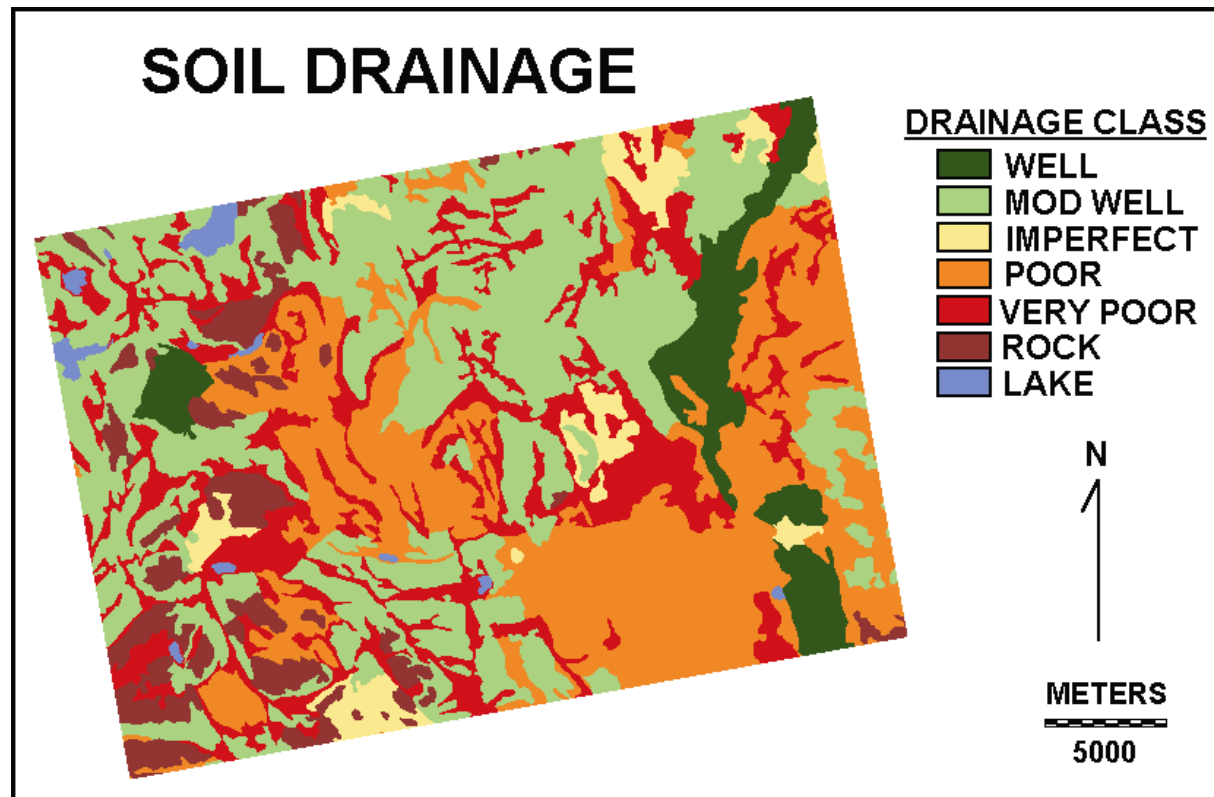 SOIL DRAINAGE
DRAINAGE CLASS
WELL
MOD WELL
IMPERFECT
POOR
VERY POOR
ROCK
LAKE
N
METERS
5000